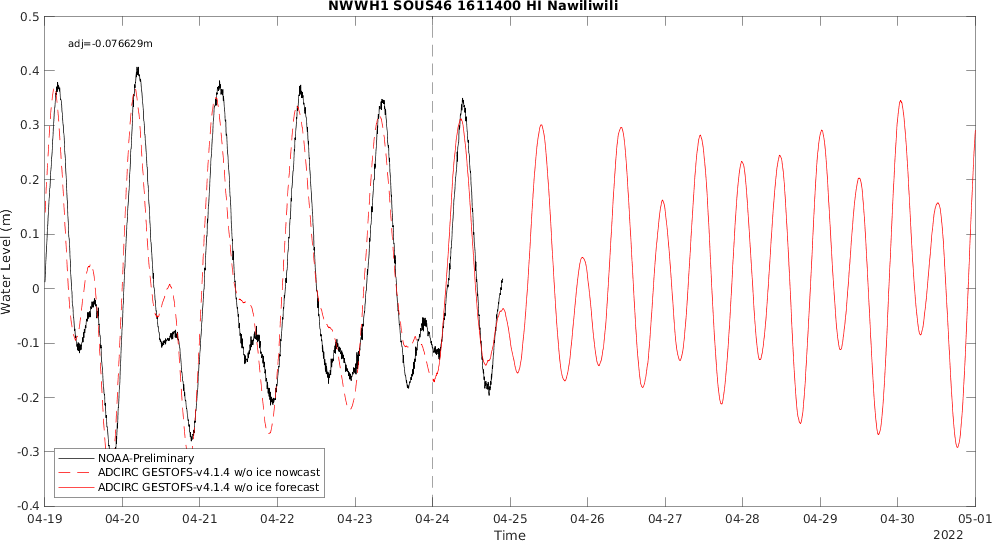 NWWH1 SOUS46 1611400 HI Nawiliwili
adj=-0.076629m
0.5
0.4
0.3
0.2
0.1
0
-0.1
-0.2
-0.3
-0.4
Water Level (m)
NOAA-Preliminary
ADCIRC GESTOFS-v4.1.4 w/o ice nowcast
ADCIRC GESTOFS-v4.1.4 w/o ice forecast
04-19 04-20 04-21 04-22 04-23 04-24 04-25 04-26 04-27 04-28 04-29 04-30 05-01
Time
2022